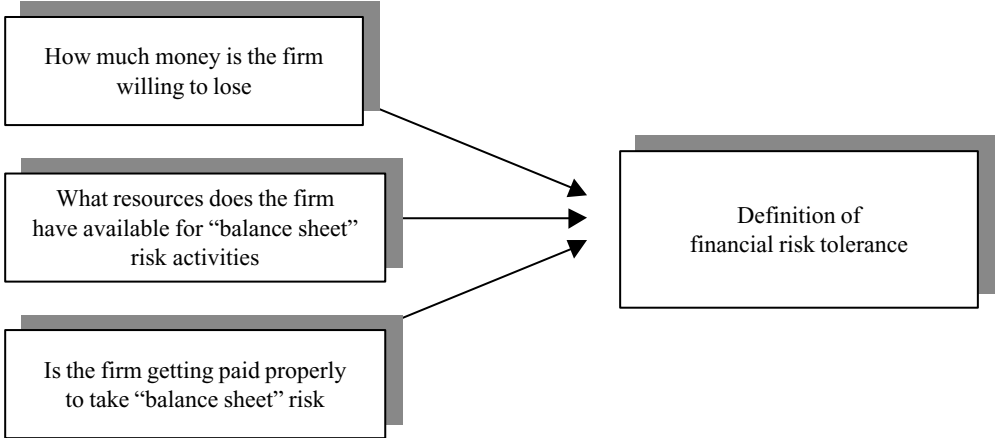 How much money is the firm
willing to lose
What resources does the firm
have available for “balance sheet”
risk activities
Is the firm getting paid properly
to take “balance sheet” risk
Definition of
financial risk tolerance